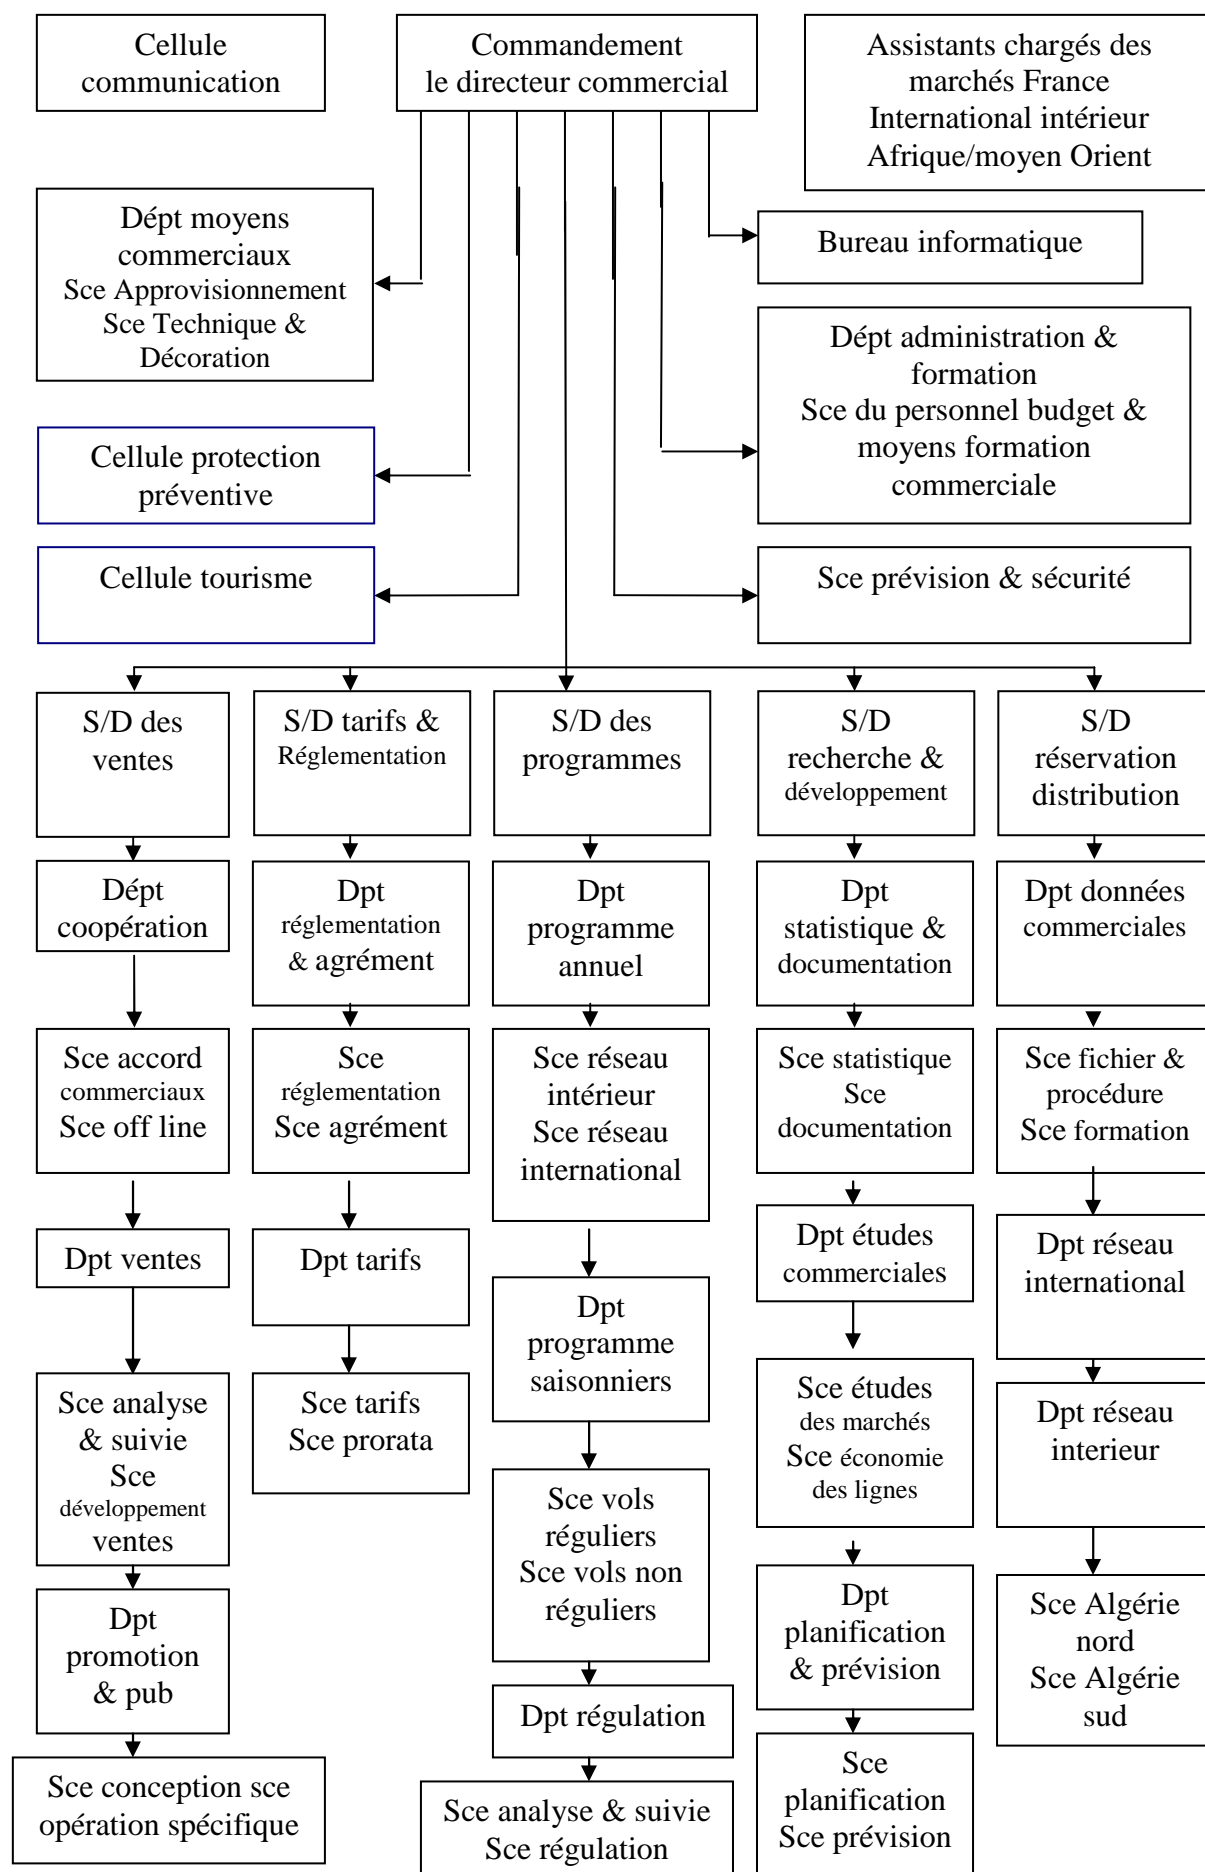 Cellule
communication
Commandement
le directeur commercial
Assistants chargés des
marchés France
International intérieur
Afrique/moyen Orient
Dépt moyens
commerciaux
Sce Approvisionnement
Sce Technique &
Décoration
Bureau informatique
Dépt administration &
formation
Sce du personnel budget &
moyens formation
commerciale
Cellule protection
préventive
Cellule tourisme
Sce prévision & sécurité
S/D des
ventes
S/D tarifs &
Réglementation
S/D des
programmes
S/D
recherche &
développement
S/D
réservation
distribution
Dépt
coopération
Dpt
réglementation
& agrément
Dpt
programme
annuel
Dpt
statistique &
documentation
Dpt données
commerciales
Sce accord
commerciaux
Sce off line
Sce
réglementation
Sce agrément
Sce réseau
intérieur
Sce réseau
international
Sce statistique
Sce
documentation
Sce fichier &
procédure
Sce formation
Dpt ventes
Dpt tarifs
Dpt
programme
saisonniers
Dpt études
commerciales
Dpt réseau
international
Sce analyse
& suivie
Sce
développement
ventes
Sce tarifs
Sce prorata
Sce vols
réguliers
Sce vols non
réguliers
Sce études
des marchés
Sce économie
des lignes
Dpt réseau
interieur
Dpt
promotion
& pub
Dpt régulation
Dpt
planification
& prévision
Sce Algérie
nord
Sce Algérie
sud
Sce conception sce
opération spécifique
Sce analyse & suivie
Sce régulation
Sce
planification
Sce prévision